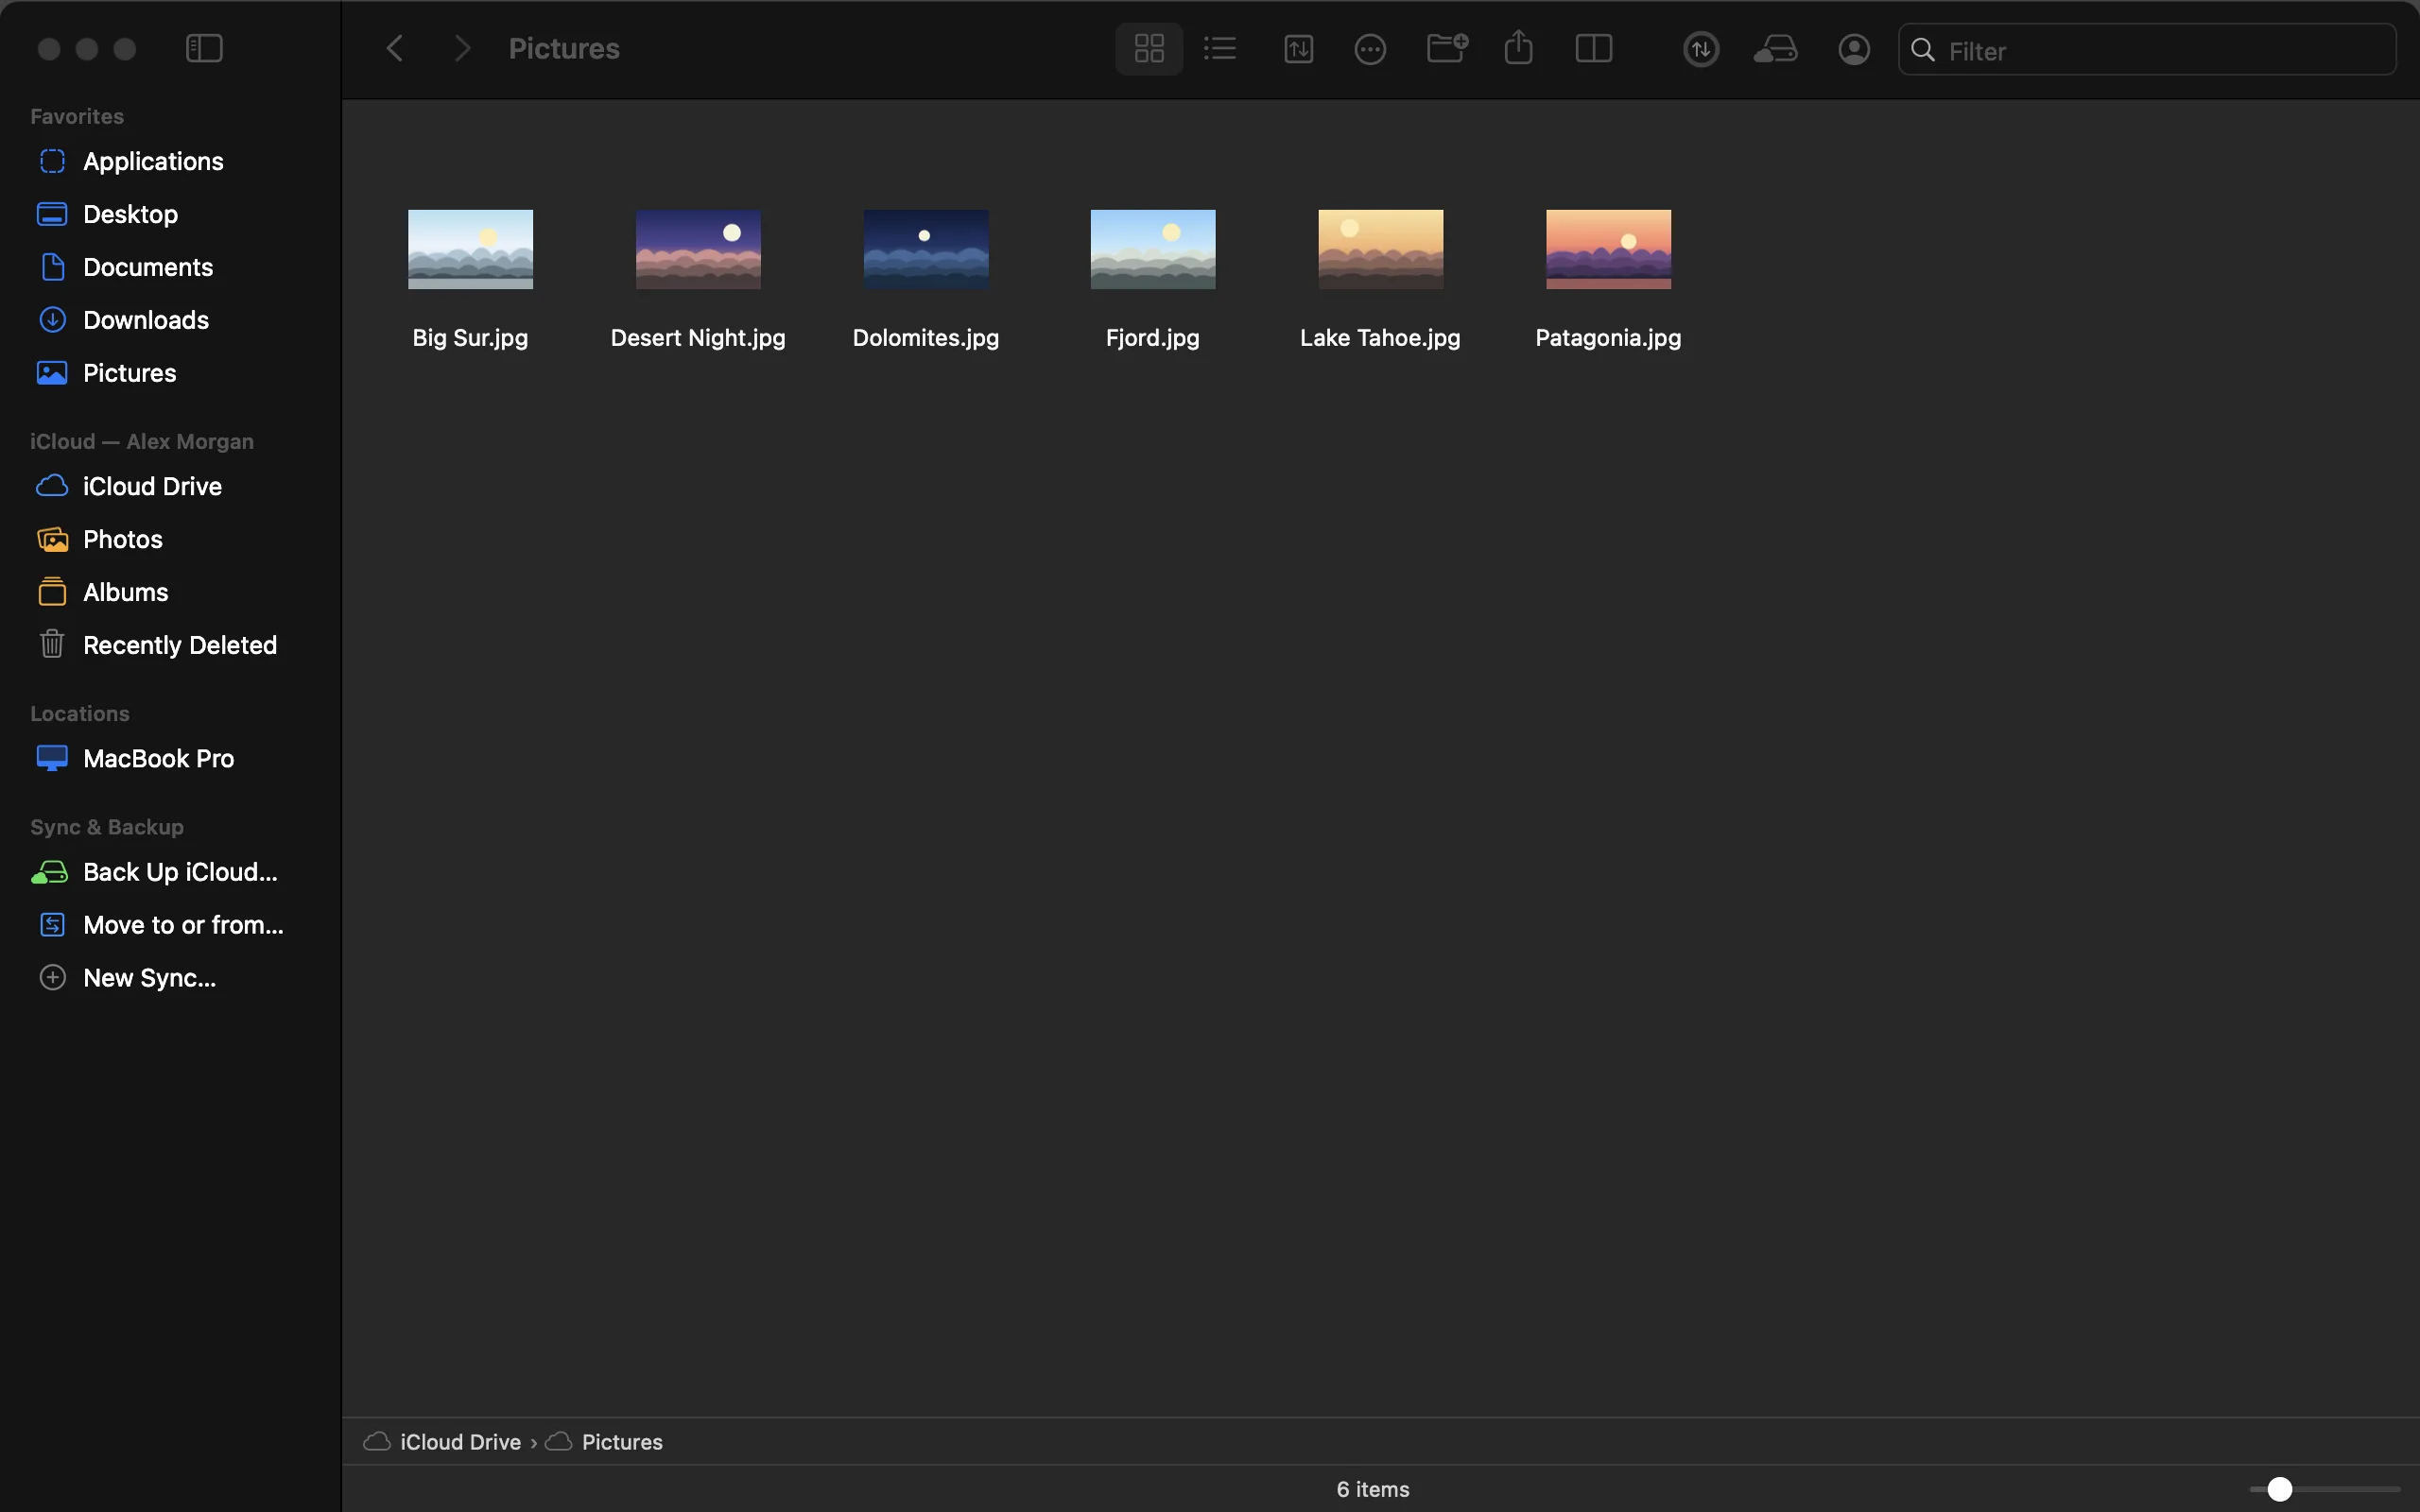 Pictures
Filter
Favorites
Applications
Desktop
Documents
Downloads
Pictures
iCloud — Alex Morgan
iCloud Drive
Photos
Albums
Recently Deleted
Locations
MacBook Pro
Sync & Backup
Back Up iCloud...
Move to or from...
New Sync...
Big Sur.jpg
Desert Night.jpg
Dolomites.jpg
Fjord.jpg
Lake Tahoe.jpg
Patagonia.jpg
iCloud Drive › Pictures
6 items